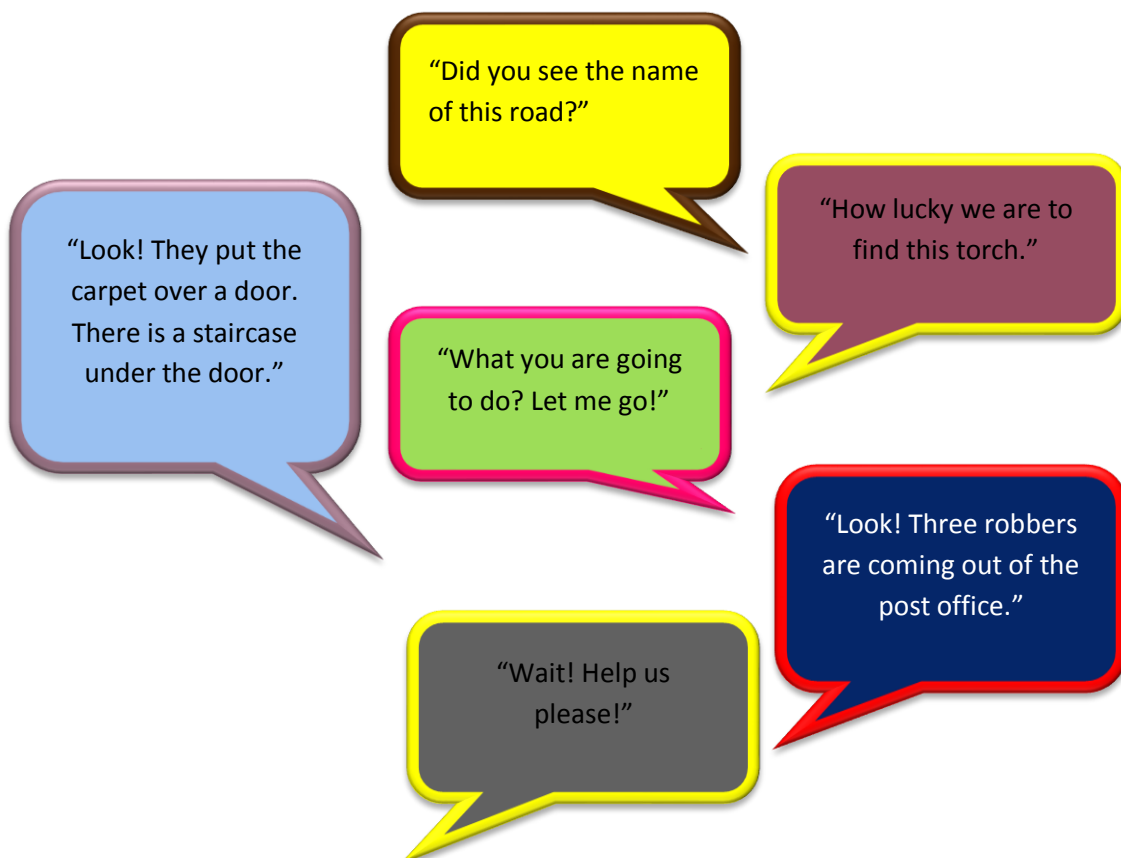 “Did you see the name
of this road?”
“How lucky we are to
find this torch.”
“Look! They put the
carpet over a door.
There is a staircase
under the door.”
“What you are going
to do? Let me go!”
“Look! Three robbers
are coming out of the
post office.”
“Wait! Help us
please!”